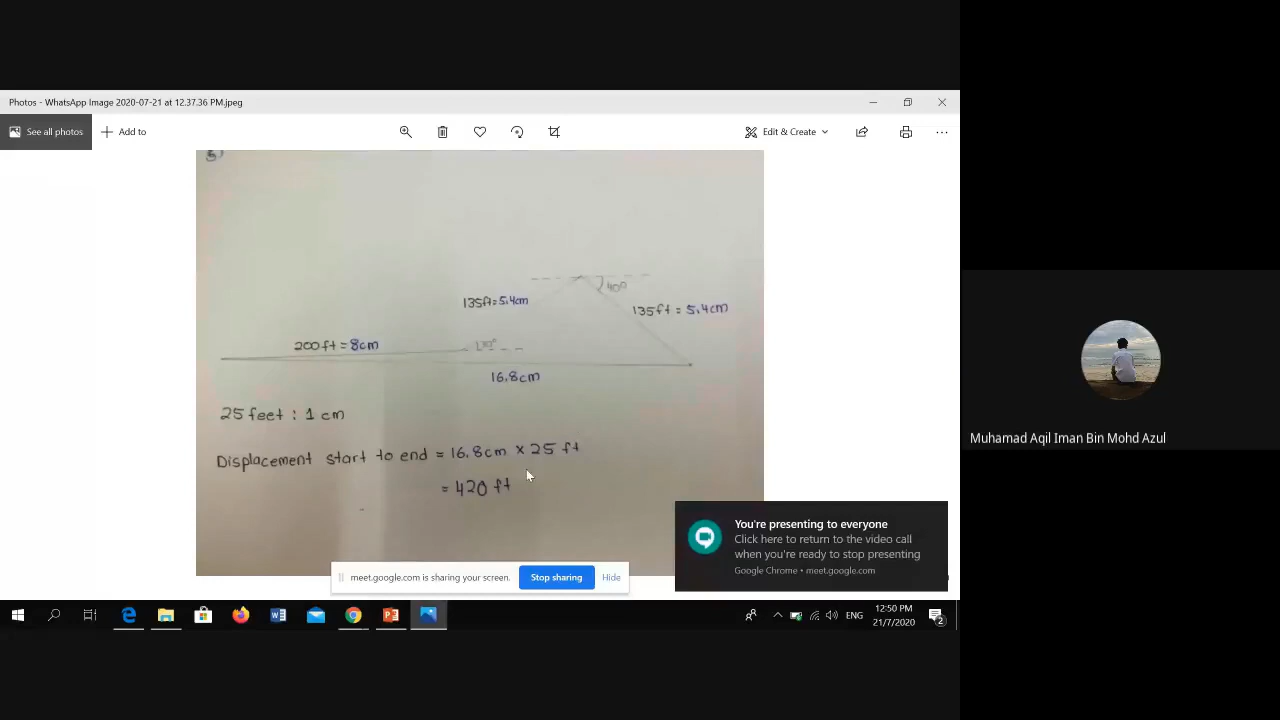 Photos - WhatsApp Image 2020-07-21 at 12.37.36 PM.jpeg
See all photos
Add to
Edit & Create
135ft=5.4cm
40°
135ft = 5.4cm
200ft=8cm
16.8cm
25 feet : 1 cm
Displacement start to end = 16.8cm × 25 ft
= 420 ft
Muhamad Aqil Iman Bin Mohd Azul
You're presenting to everyone
Click here to return to the video call
when you're ready to stop presenting
Google Chrome • meet.google.com
meet.google.com is sharing your screen.
Stop sharing
Hide
ENG
12:50 PM
21/7/2020
2